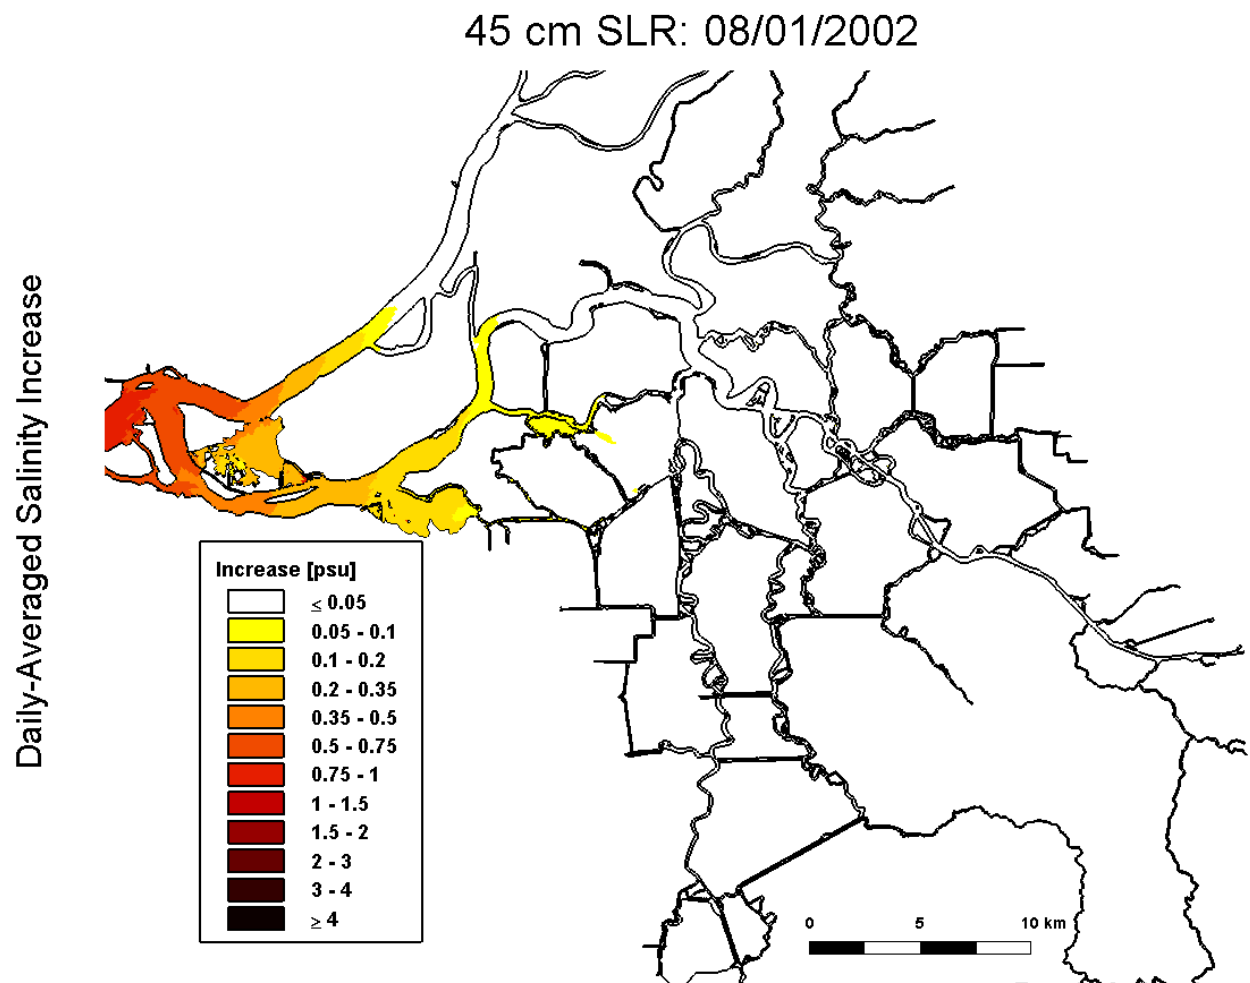 45 cm SLR: 08/01/2002
Daily-Averaged Salinity Increase
Increase [psu]
≤ 0.05
0.05 - 0.1
0.1 - 0.2
0.2 - 0.35
0.35 - 0.5
0.5 - 0.75
0.75 - 1
1 - 1.5
1.5 - 2
2 - 3
3 - 4
≥ 4
0 5 10 km